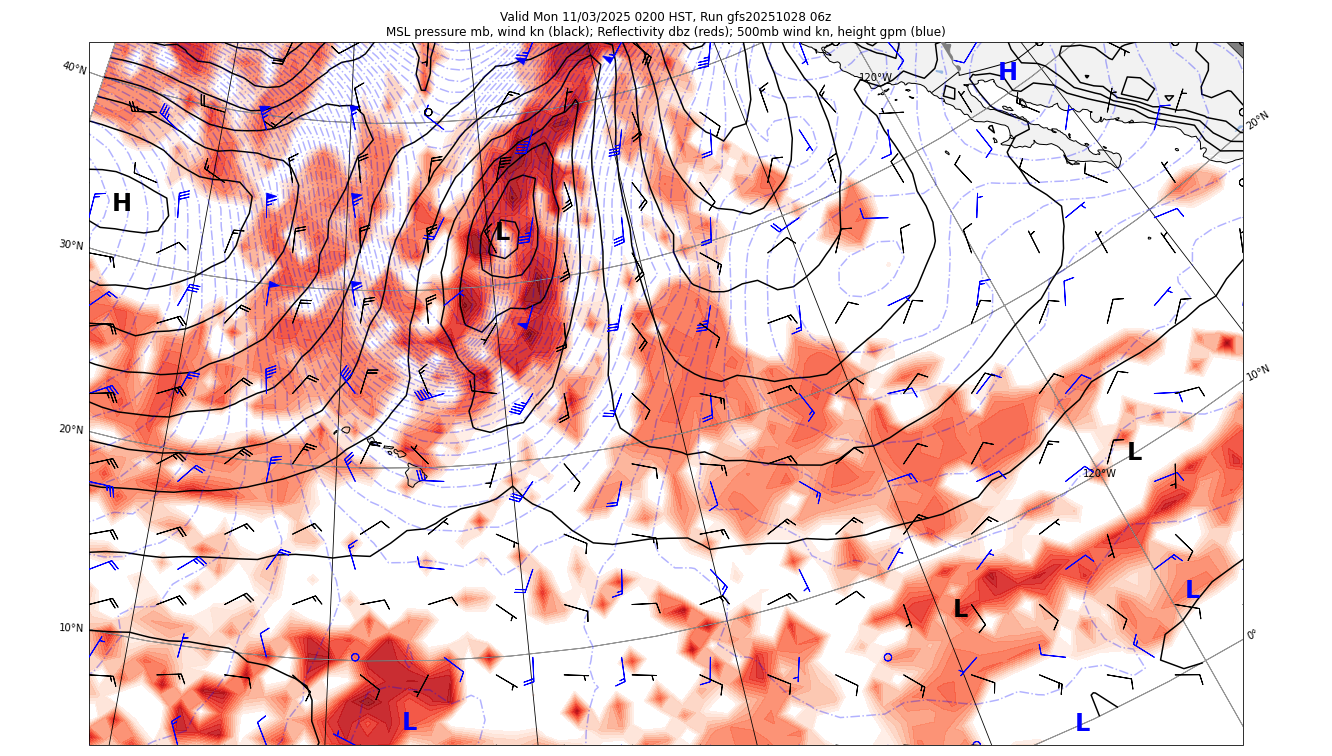 Valid Mon 11/03/2025 0200 HST, Run gfs20251028 06z
MSL pressure mb, wind kn (black); Reflectivity dbz (reds); 500mb wind kn, height gpm (blue)
40°N
120°W
H
20°N
H
L
30°N
10°N
20°N
L
120°W
L
L
10°N
0°
L
L